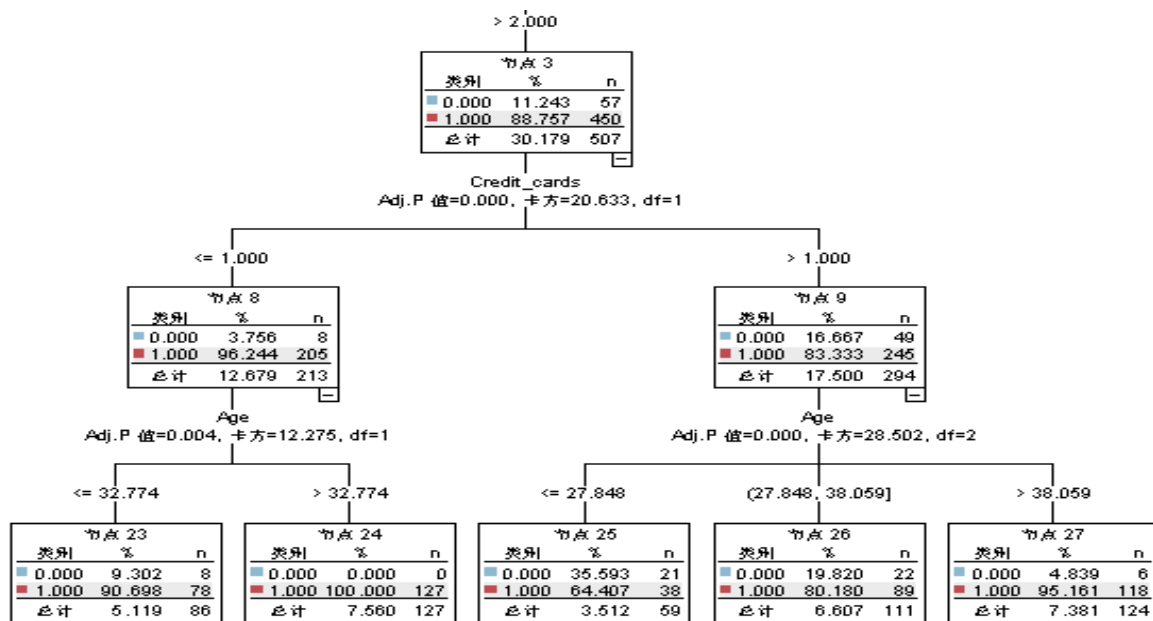 > 2.000
节点 3
类别 % n
0.000 11.243 57
1.000 88.757 450
总计 30.179 507
Credit_cards
Adj.P 值=0.000, 卡方=20.633, df=1
<= 1.000
> 1.000
节点 8
类别 % n
0.000 3.756 8
1.000 96.244 205
总计 12.679 213
节点 9
类别 % n
0.000 16.667 49
1.000 83.333 245
总计 17.500 294
Age
Adj.P 值=0.004, 卡方=12.275, df=1
Age
Adj.P 值=0.000, 卡方=28.502, df=2
<= 32.774
> 32.774
<= 27.848
(27.848, 38.059]
> 38.059
节点 23
类别 % n
0.000 9.302 8
1.000 90.698 78
总计 5.119 86
节点 24
类别 % n
0.000 0.000 0
1.000 100.000 127
总计 7.560 127
节点 25
类别 % n
0.000 35.593 21
1.000 64.407 38
总计 3.512 59
节点 26
类别 % n
0.000 19.820 22
1.000 80.180 89
总计 6.607 111
节点 27
类别 % n
0.000 4.839 6
1.000 95.161 118
总计 7.381 124